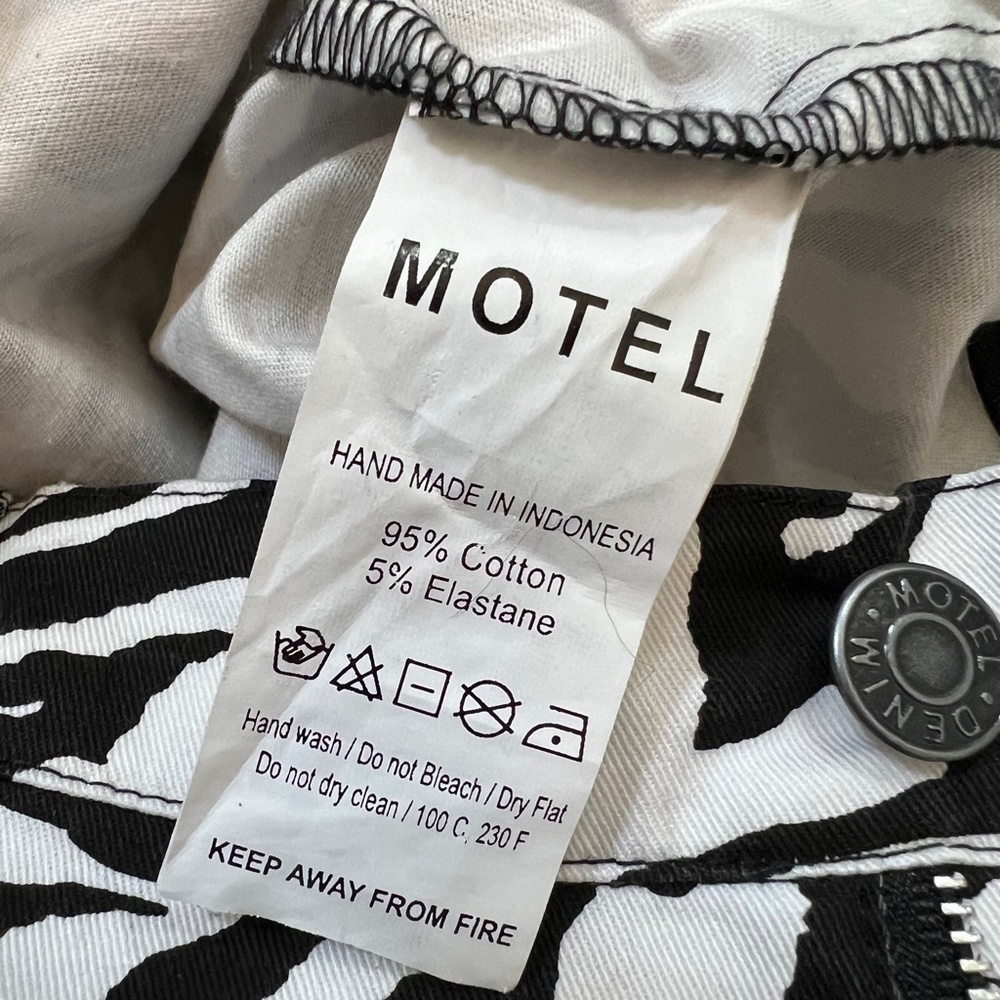 MOTEL
HAND MADE IN INDONESIA
95% Cotton
5% Elastane
Hand wash / Do not Bleach / Dry Flat
Do not dry clean / 100 C, 230 F
KEEP AWAY FROM FIRE
MOTEL • DENIM •